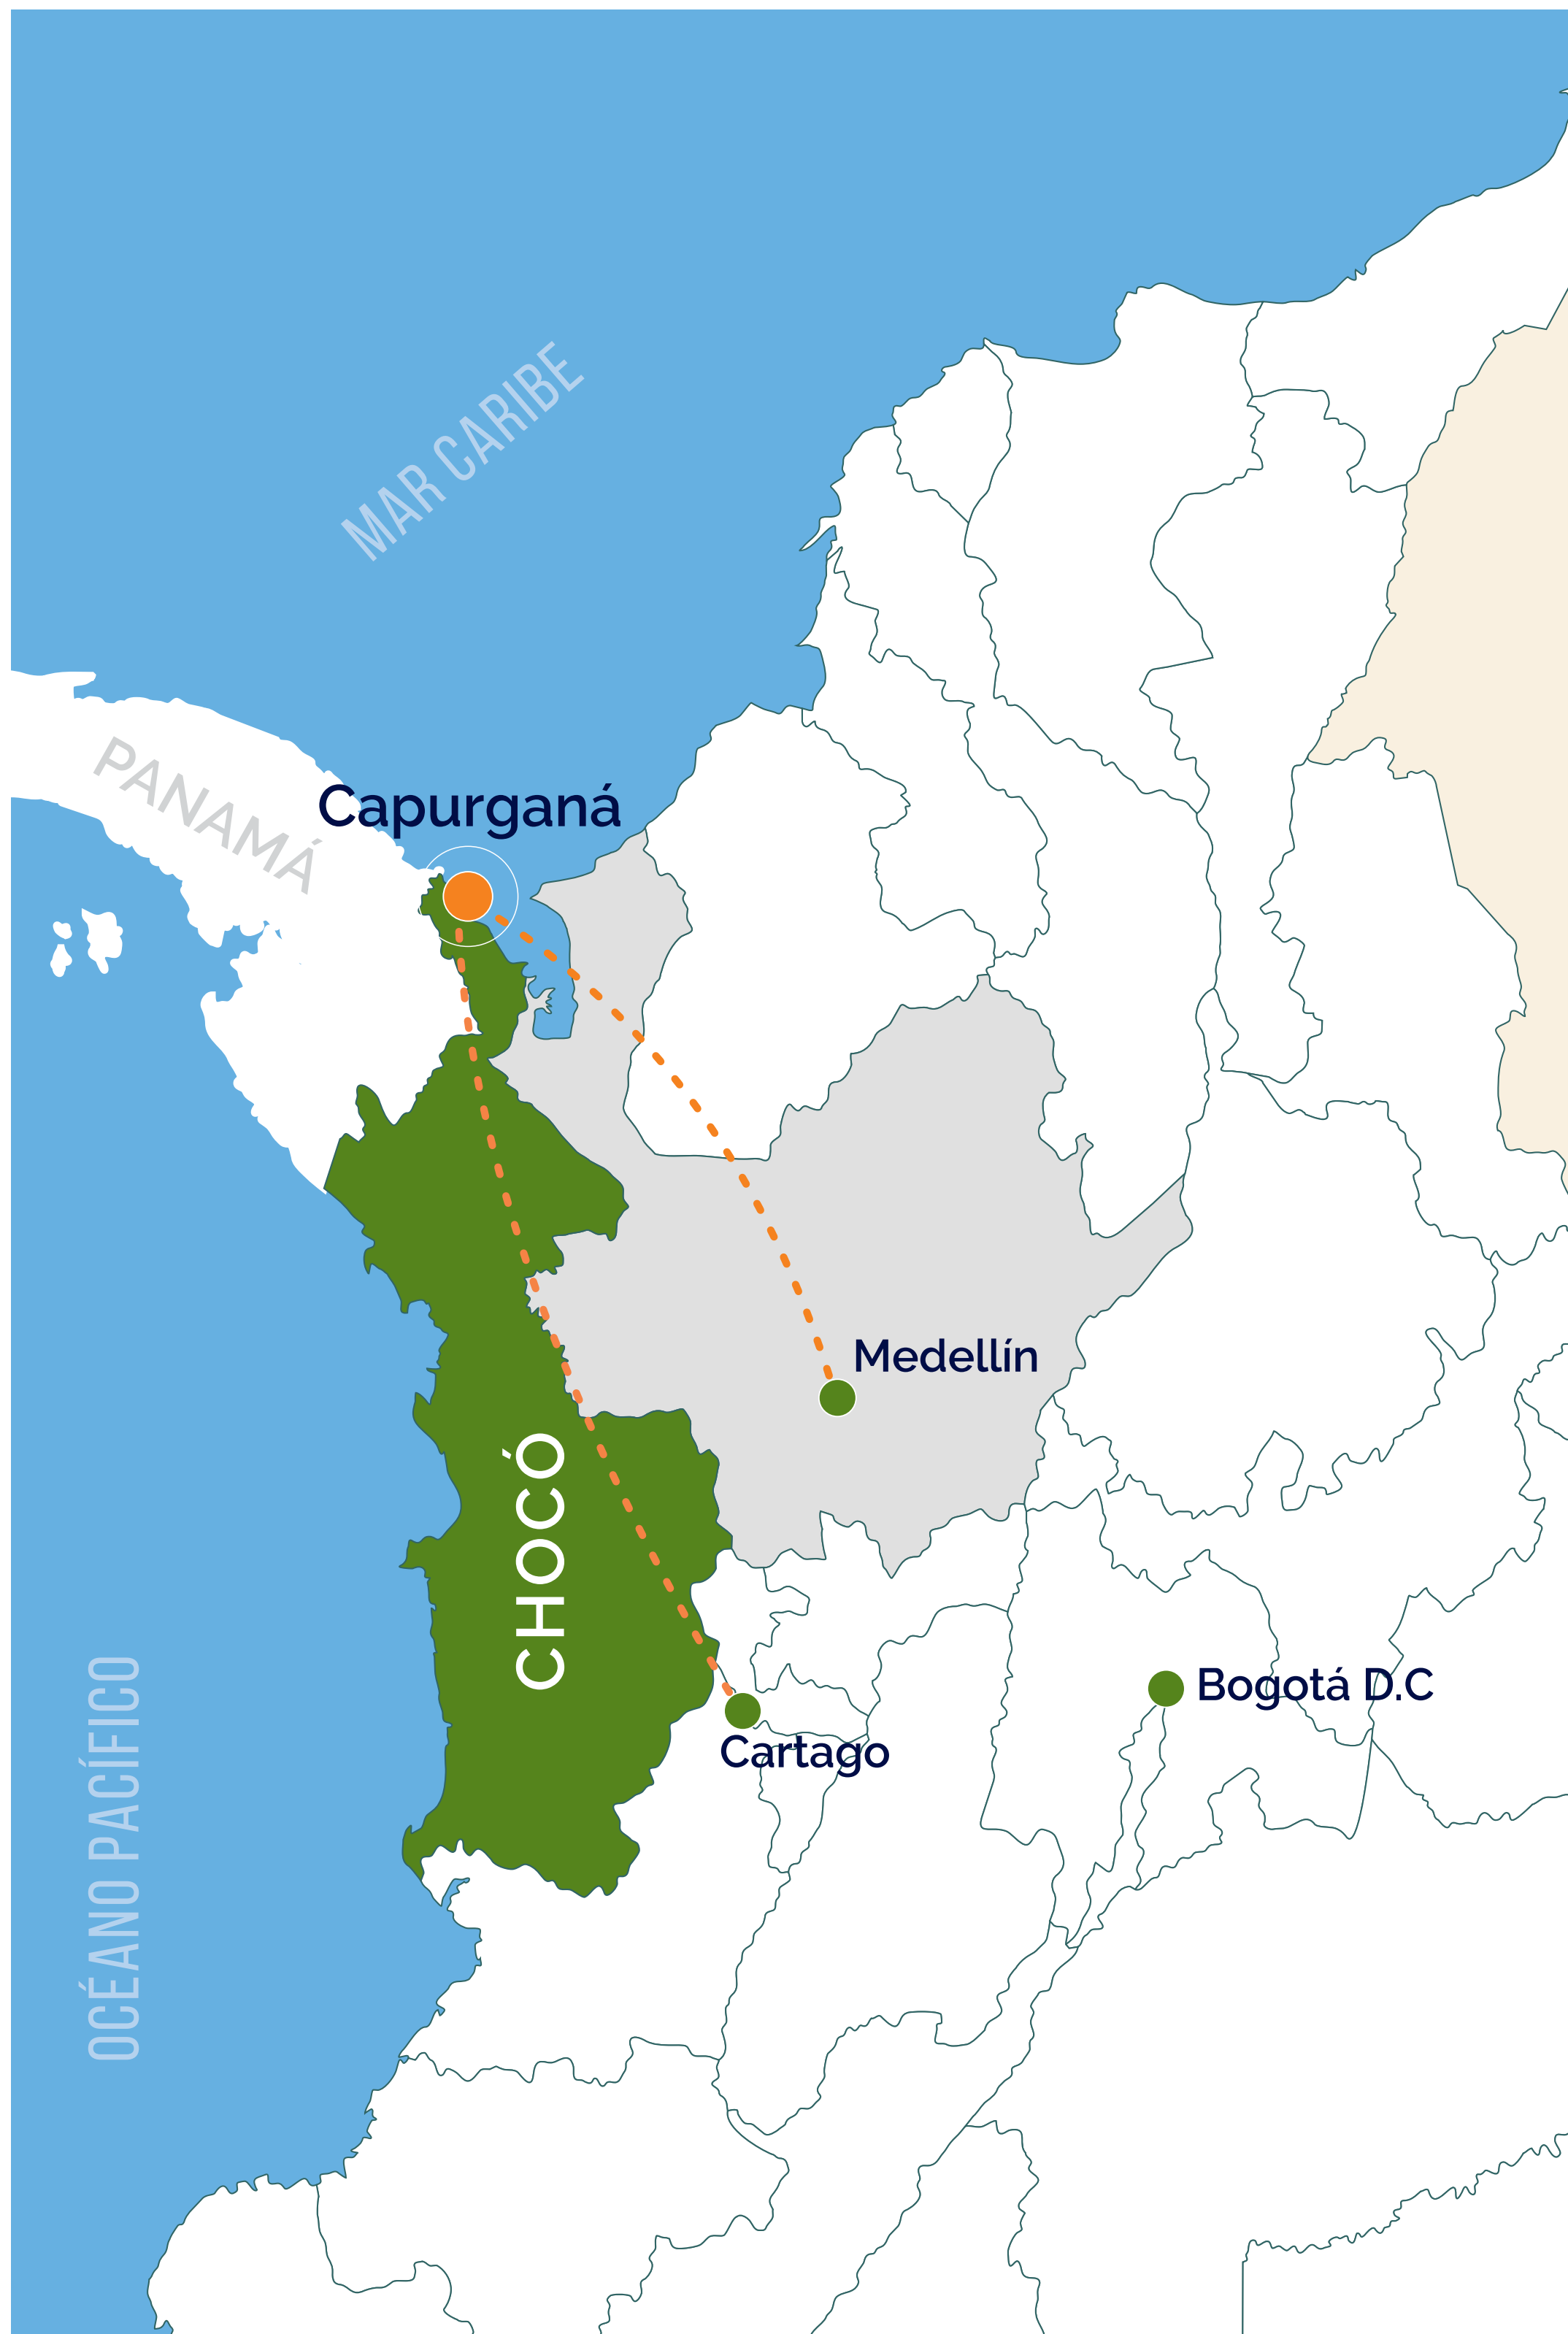 MAR CARIBE
PANAMÁ
Capurganá
Medellín
CHOCÓ
OCÉANO PACÍFICO
Bogotá D.C
Cartago